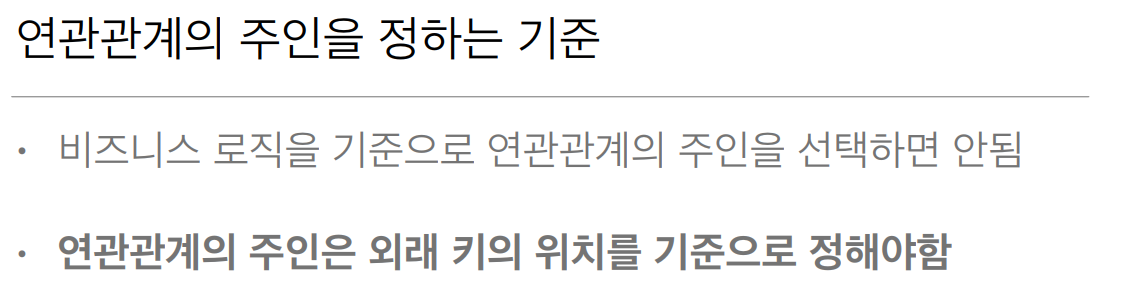 연관관계의 주인을 정하는 기준
• 비즈니스 로직을 기준으로 연관관계의 주인을 선택하면 안됨
• 연관관계의 주인은 외래 키의 위치를 기준으로 정해야함